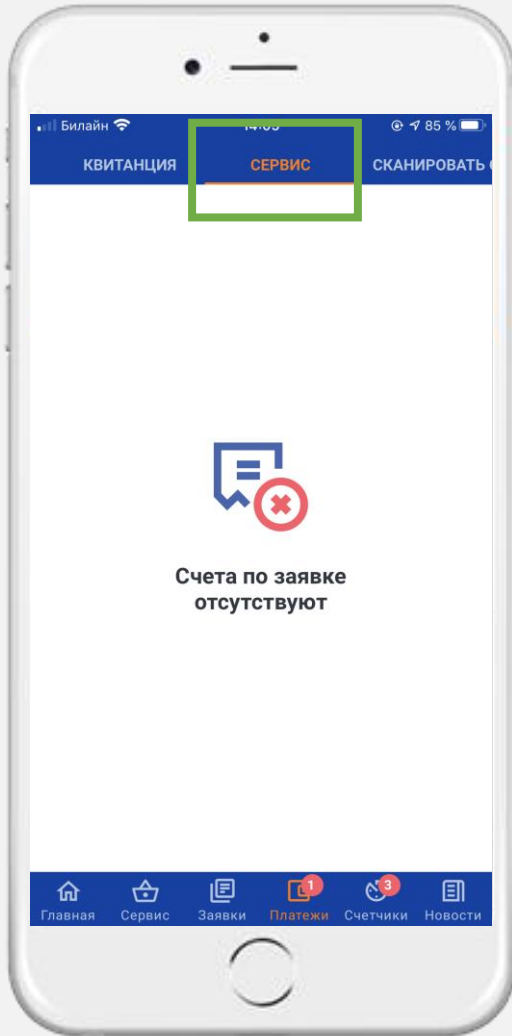 Билайн 85 %
КВИТАНЦИЯ СЕРВИС СКАНИРОВАТЬ
Счета по заявке
отсутствуют
1 3
Главная Сервис Заявки Платежи Счетчики Новости